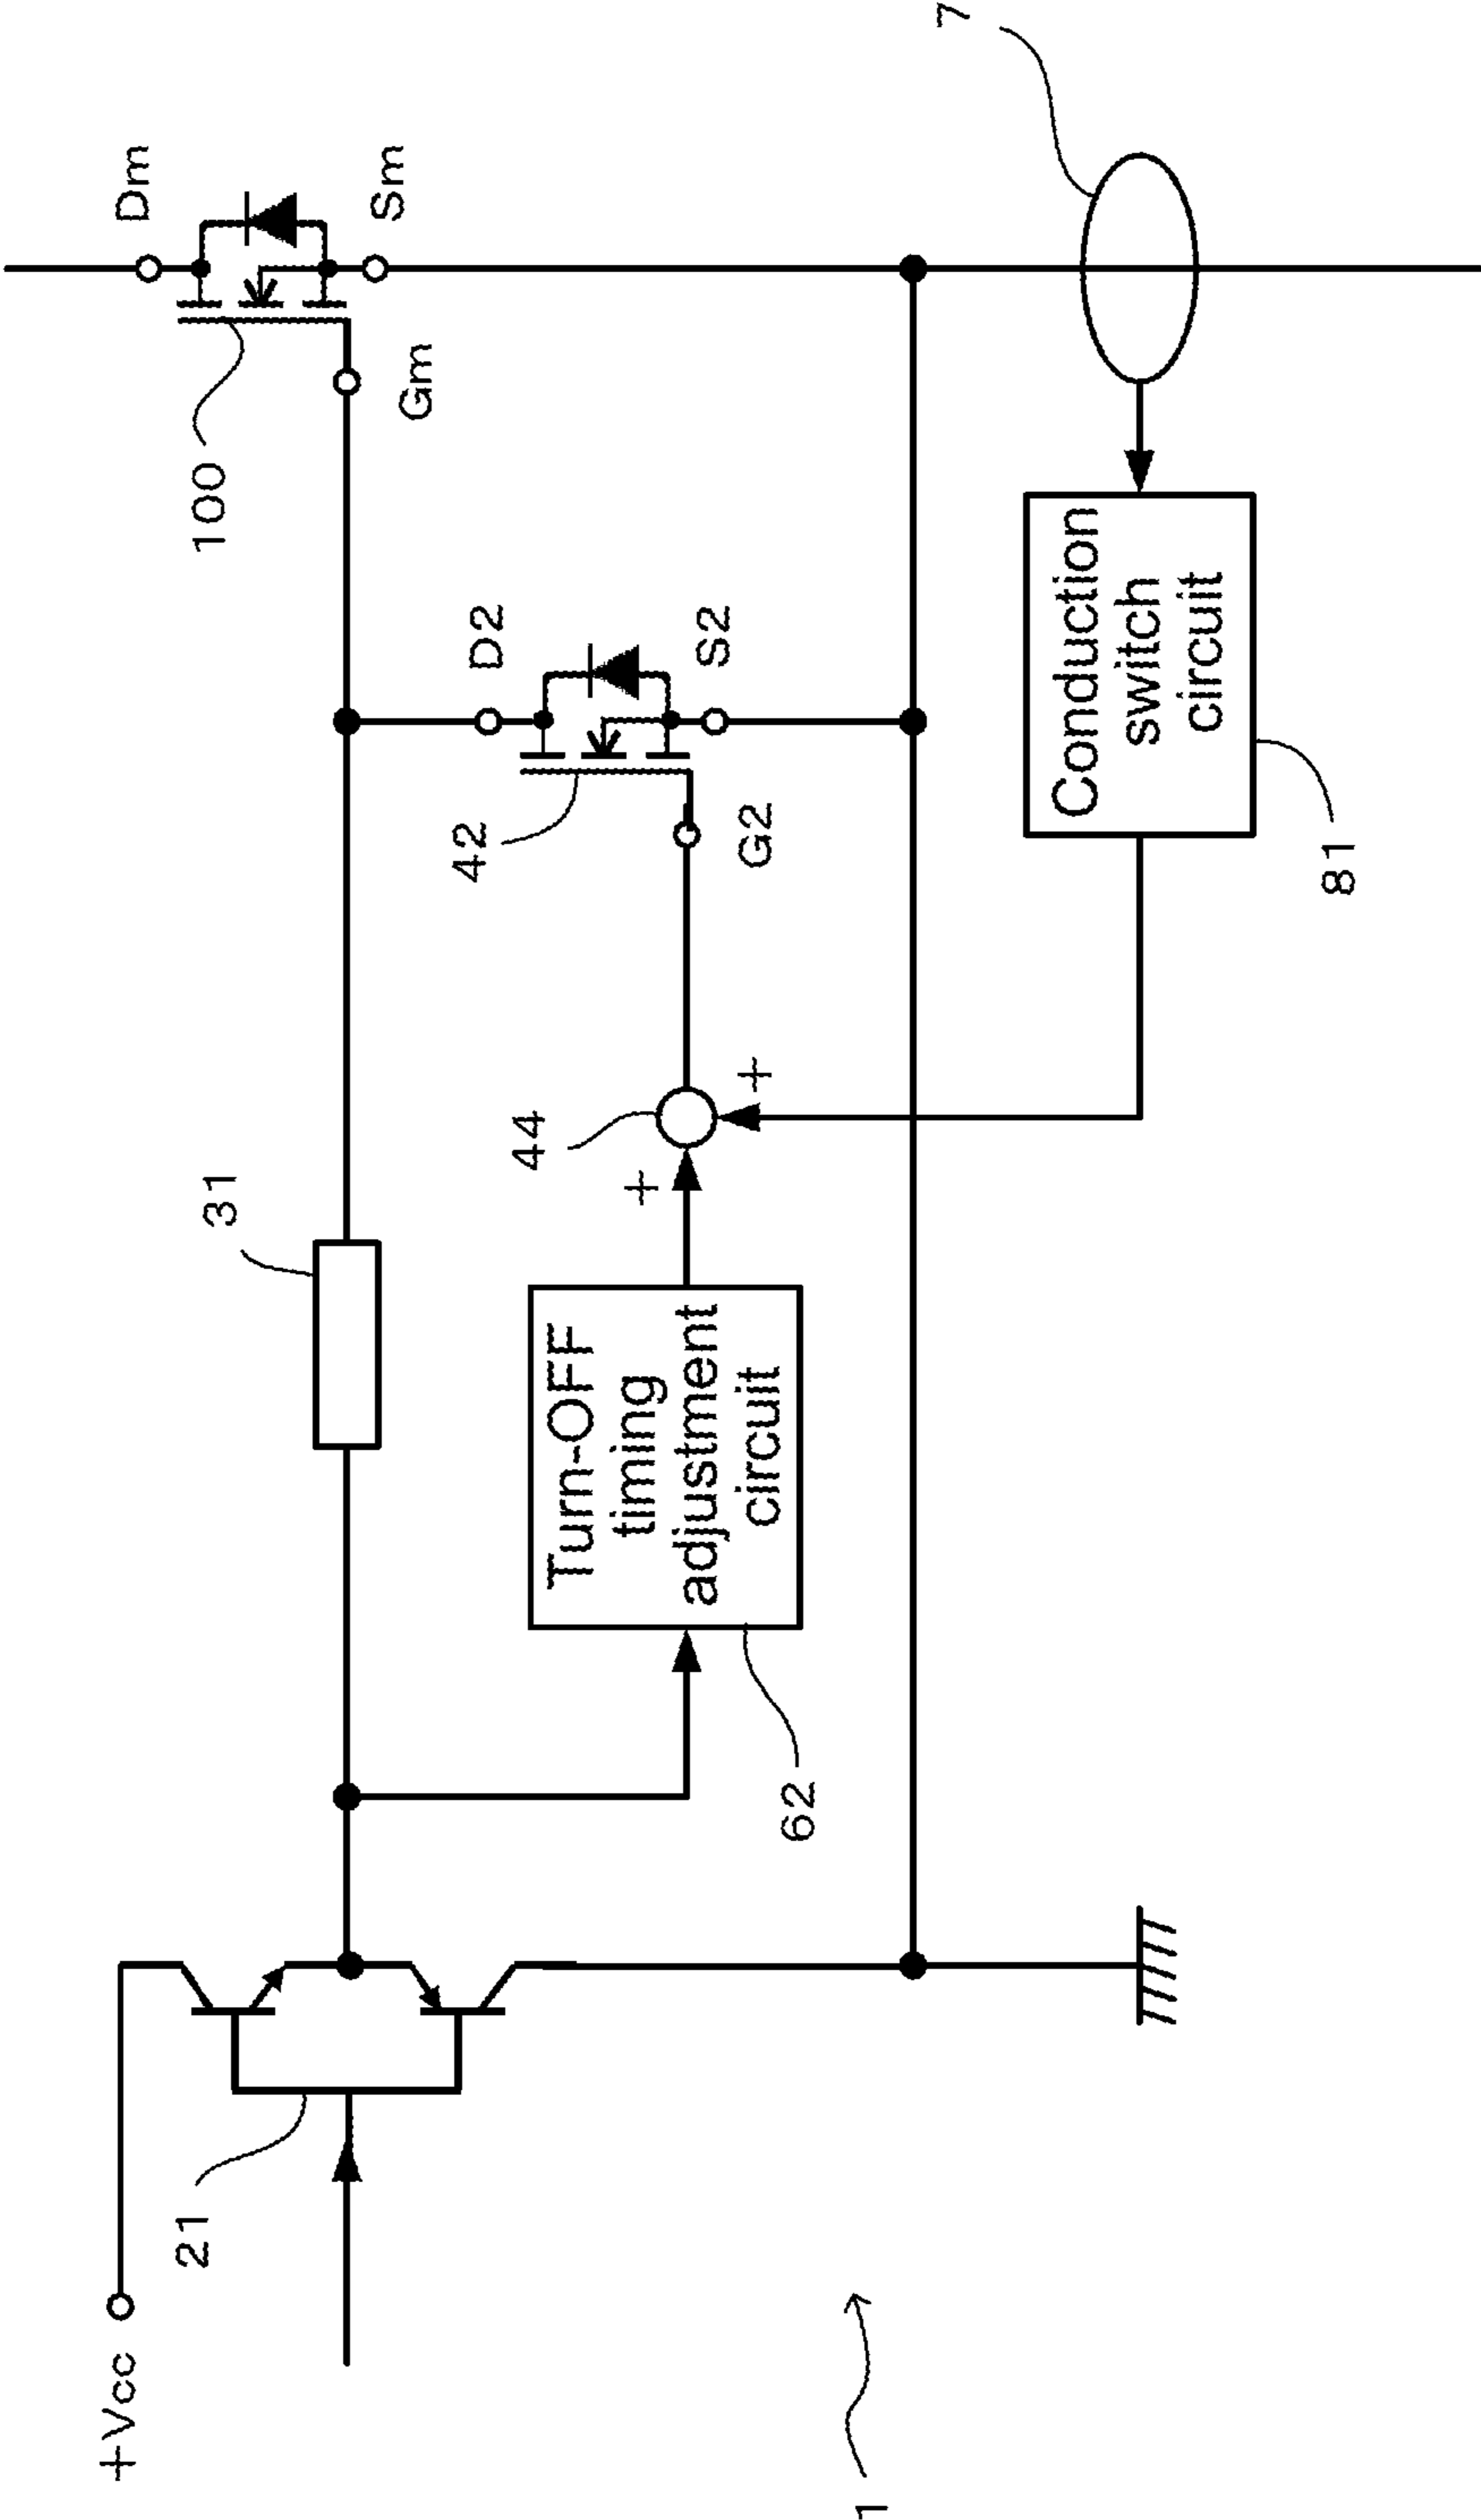 +Vcc
21
1
31
62
Turn-OFF
timing
adjustment
circuit
44
+
+
42
D2
S2
G2
100
Dm
Sm
Gm
7
Conduction
switch
circuit
81